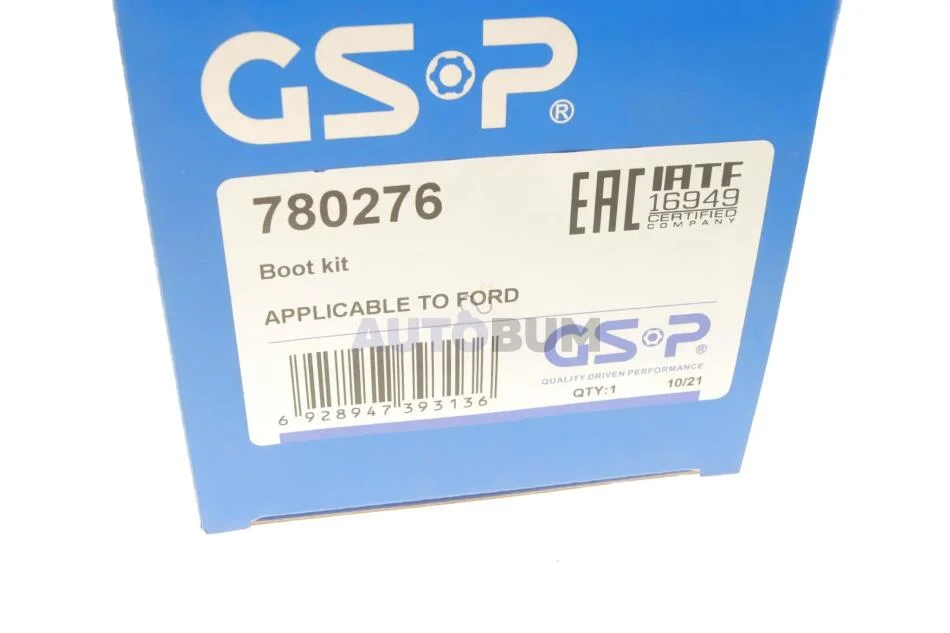 GSP®
780276
EAC
IATF
16949
CERTIFIED
COMPANY
Boot kit
APPLICABLE TO FORD
AUTOBUM
GSP®
QUALITY DRIVEN PERFORMANCE
QTY:1 10/21
6 928947 393136